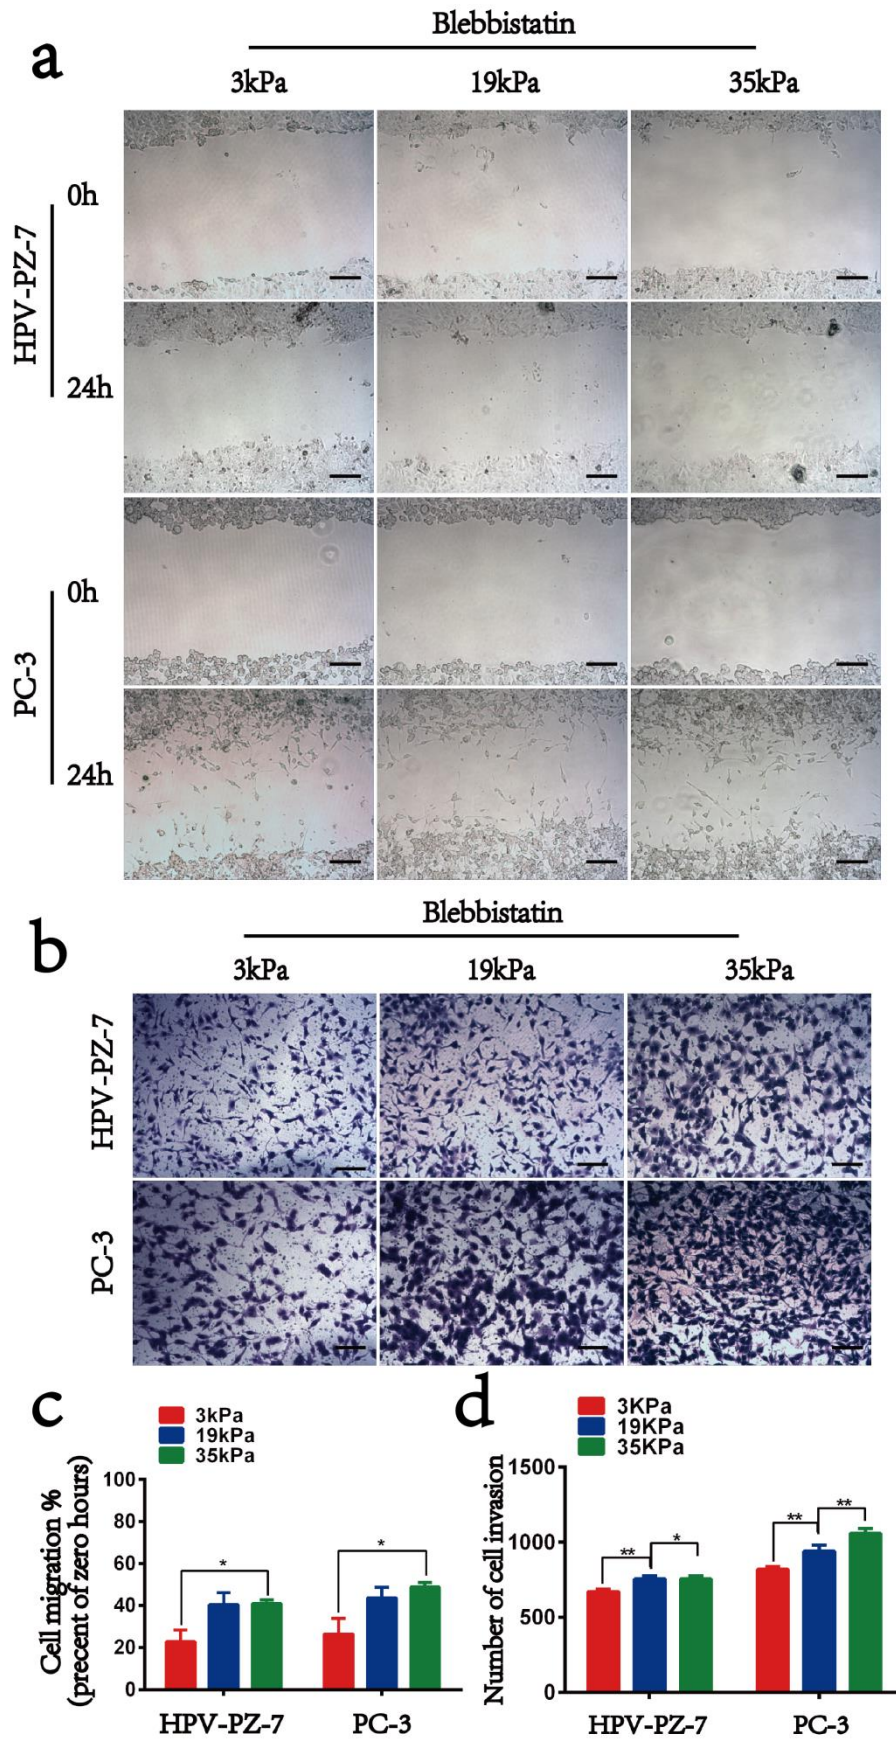 a
Blebbistatin
3kPa 19kPa 35kPa
HPV-PZ-7
0h
24h
PC-3
0h
24h
b
Blebbistatin
3kPa 19kPa 35kPa
HPV-PZ-7
PC-3
c
3kPa
19kPa
35kPa
Cell migration %
(precent of zero hours)
100
80
60
40
20
0
* *
HPV-PZ-7 PC-3
d
3KPa
19KPa
35KPa
Number of cell invasion
1500
1000
500
0
** * ** **
HPV-PZ-7 PC-3